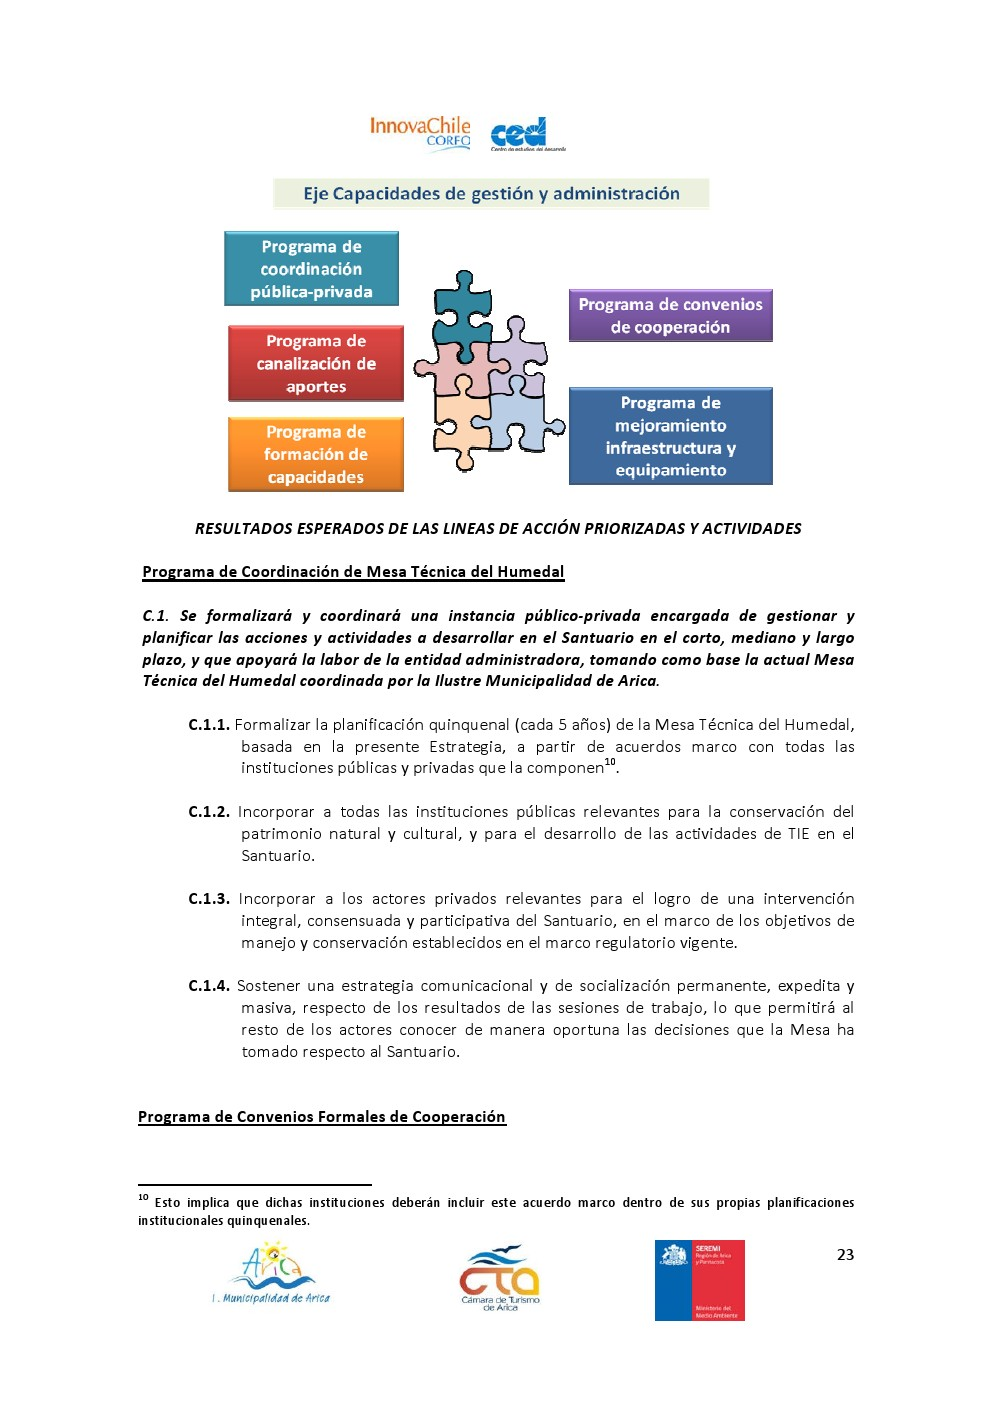 InnovaChile
CORFO
ced
Centro de estudios del desarrollo
Eje Capacidades de gestión y administración
Programa de
coordinación
pública-privada
Programa de convenios
de cooperación
Programa de
canalización de
aportes
Programa de
mejoramiento
infraestructura y
equipamiento
Programa de
formación de
capacidades
RESULTADOS ESPERADOS DE LAS LINEAS DE ACCIÓN PRIORIZADAS Y ACTIVIDADES
Programa de Coordinación de Mesa Técnica del Humedal
C.1. Se formalizará y coordinará una instancia público-privada encargada de gestionar y
planificar las acciones y actividades a desarrollar en el Santuario en el corto, mediano y largo
plazo, y que apoyará la labor de la entidad administradora, tomando como base la actual Mesa
Técnica del Humedal coordinada por la Ilustre Municipalidad de Arica.
C.1.1. Formalizar la planificación quinquenal (cada 5 años) de la Mesa Técnica del Humedal,
basada en la presente Estrategia, a partir de acuerdos marco con todas las
instituciones públicas y privadas que la componen10.
C.1.2. Incorporar a todas las instituciones públicas relevantes para la conservación del
patrimonio natural y cultural, y para el desarrollo de las actividades de TIE en el
Santuario.
C.1.3. Incorporar a los actores privados relevantes para el logro de una intervención
integral, consensuada y participativa del Santuario, en el marco de los objetivos de
manejo y conservación establecidos en el marco regulatorio vigente.
C.1.4. Sostener una estrategia comunicacional y de socialización permanente, expedita y
masiva, respecto de los resultados de las sesiones de trabajo, lo que permitirá al
resto de los actores conocer de manera oportuna las decisiones que la Mesa ha
tomado respecto al Santuario.
Programa de Convenios Formales de Cooperación
10 Esto implica que dichas instituciones deberán incluir este acuerdo marco dentro de sus propias planificaciones
institucionales quinquenales.
Arica
I. Municipalidad de Arica
CTA
Cámara de Turismo
de Arica
SEREMI
Región de Arica
y Parinacota
Ministerio del
Medio Ambiente
23